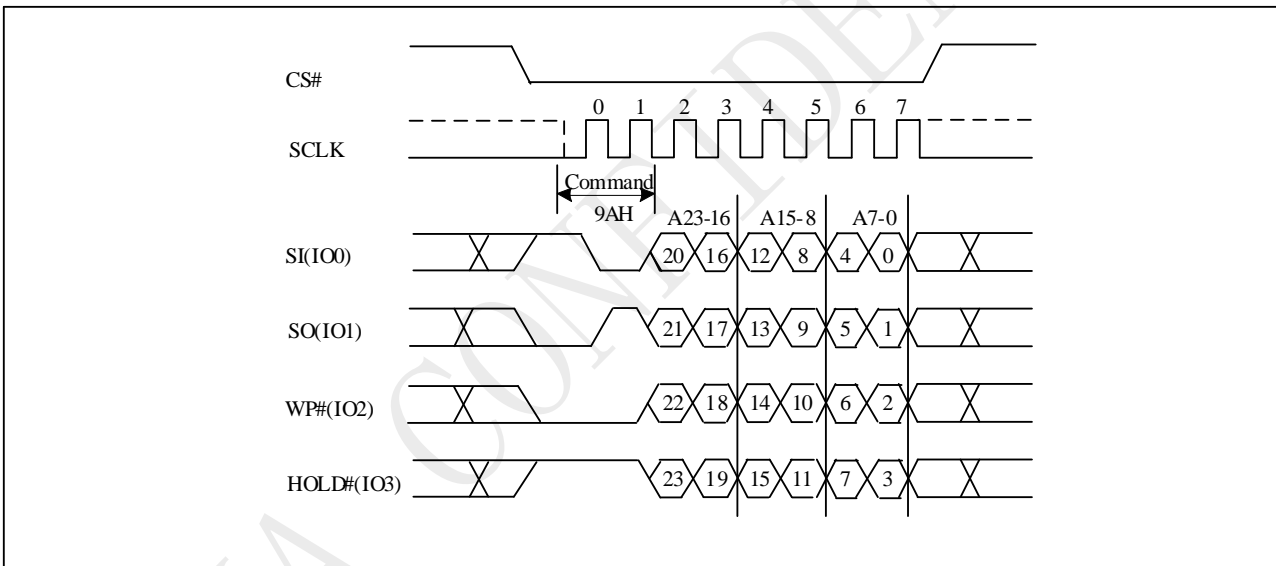 CS#
0 1 2 3 4 5 6 7
SCLK
Command
9AH
A23-16 A15-8 A7-0
SI(IO0)
20 16 12 8 4 0
SO(IO1)
21 17 13 9 5 1
WP#(IO2)
22 18 14 10 6 2
HOLD#(IO3)
23 19 15 11 7 3